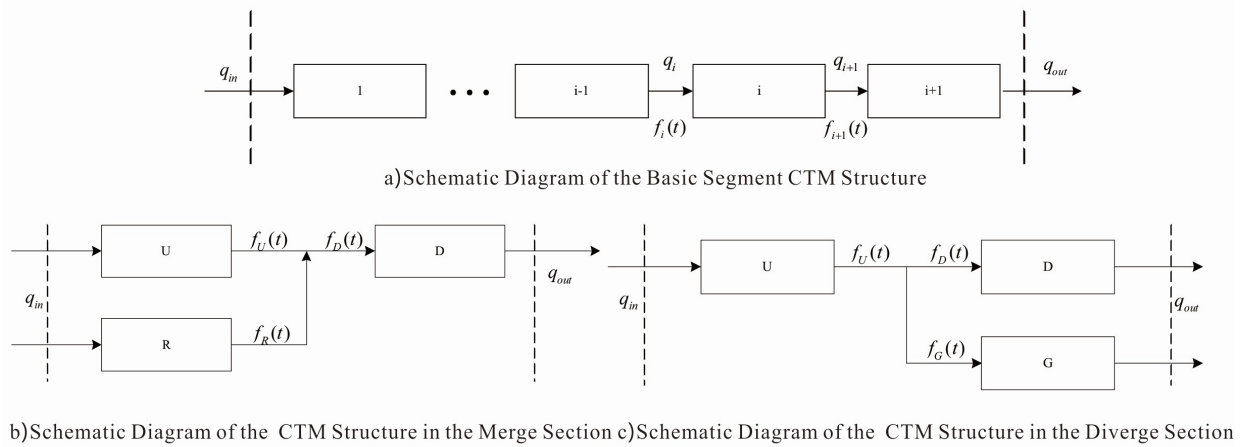 q_in 1 • • • i-1 q_i f_i(t) i q_{i+1} f_{i+1}(t) i+1 q_out
a)Schematic Diagram of the Basic Segment CTM Structure
q_in U f_U(t) f_D(t) D q_out
R f_R(t)
q_in U f_U(t) f_D(t) D q_out
f_G(t) G
b)Schematic Diagram of the CTM Structure in the Merge Section c)Schematic Diagram of the CTM Structure in the Diverge Section